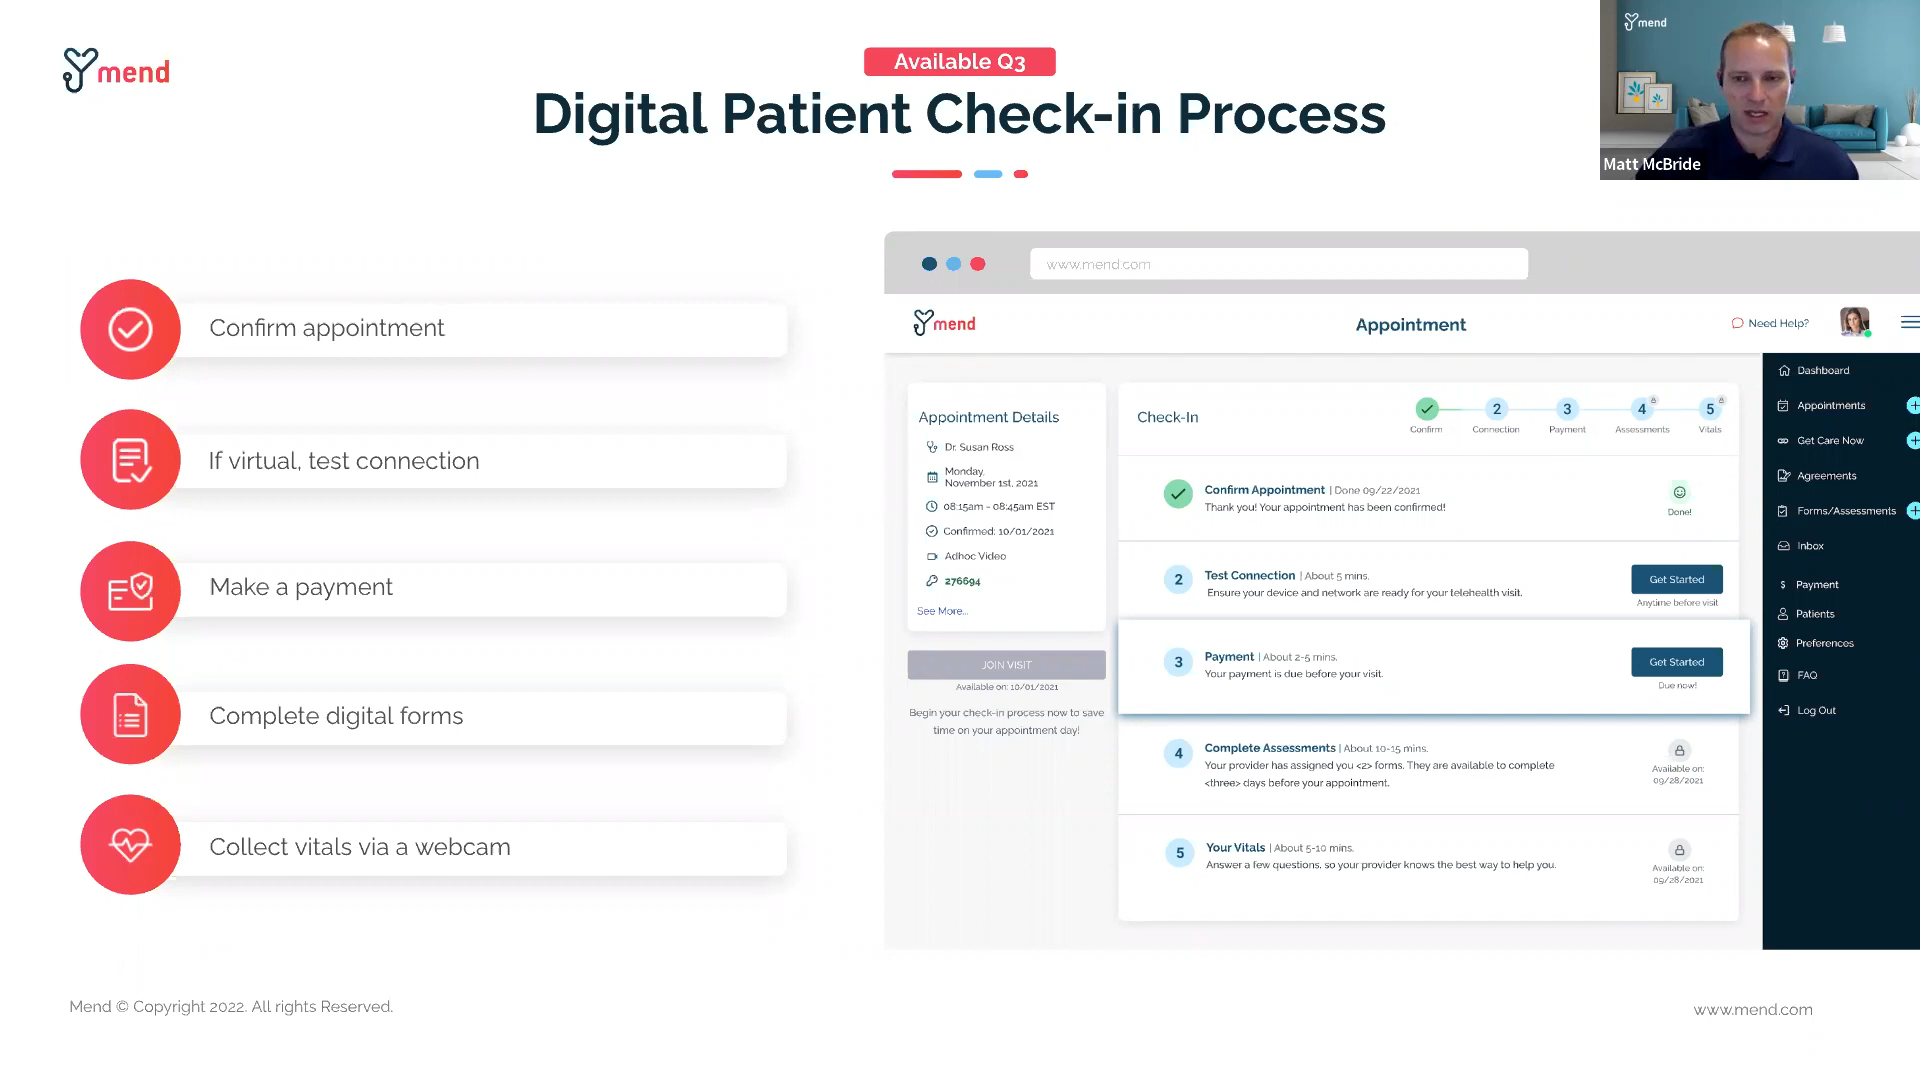 mend
Available Q3
Digital Patient Check-in Process
mend
Matt McBride
Confirm appointment
If virtual, test connection
Make a payment
Complete digital forms
Collect vitals via a webcam
www.mend.com
mend
Appointment
Need Help?
Appointment Details
Dr. Susan Ross
Monday,
November 1st, 2021
08:15am - 08:45am EST
Confirmed: 10/01/2021
Adhoc Video
276694
See More...
JOIN VISIT
Available on: 10/01/2021
Begin your check-in process now to save
time on your appointment day!
Check-In
2 3 4 5
Confirm Connection Payment Assessments Vitals
Confirm Appointment | Done 09/22/2021
Thank you! Your appointment has been confirmed!
Done!
2
Test Connection | About 5 mins.
Ensure your device and network are ready for your telehealth visit.
Get Started
Anytime before visit
3
Payment | About 2-5 mins.
Your payment is due before your visit.
Get Started
Due now!
4
Complete Assessments | About 10-15 mins.
Your provider has assigned you <2> forms. They are available to complete
<three> days before your appointment.
Available on:
09/28/2021
5
Your Vitals | About 5-10 mins.
Answer a few questions, so your provider knows the best way to help you.
Available on:
09/28/2021
Dashboard
Appointments
Get Care Now
Agreements
Forms/Assessments
Inbox
Payment
Patients
Preferences
FAQ
Log Out
Mend © Copyright 2022. All rights Reserved.
www.mend.com